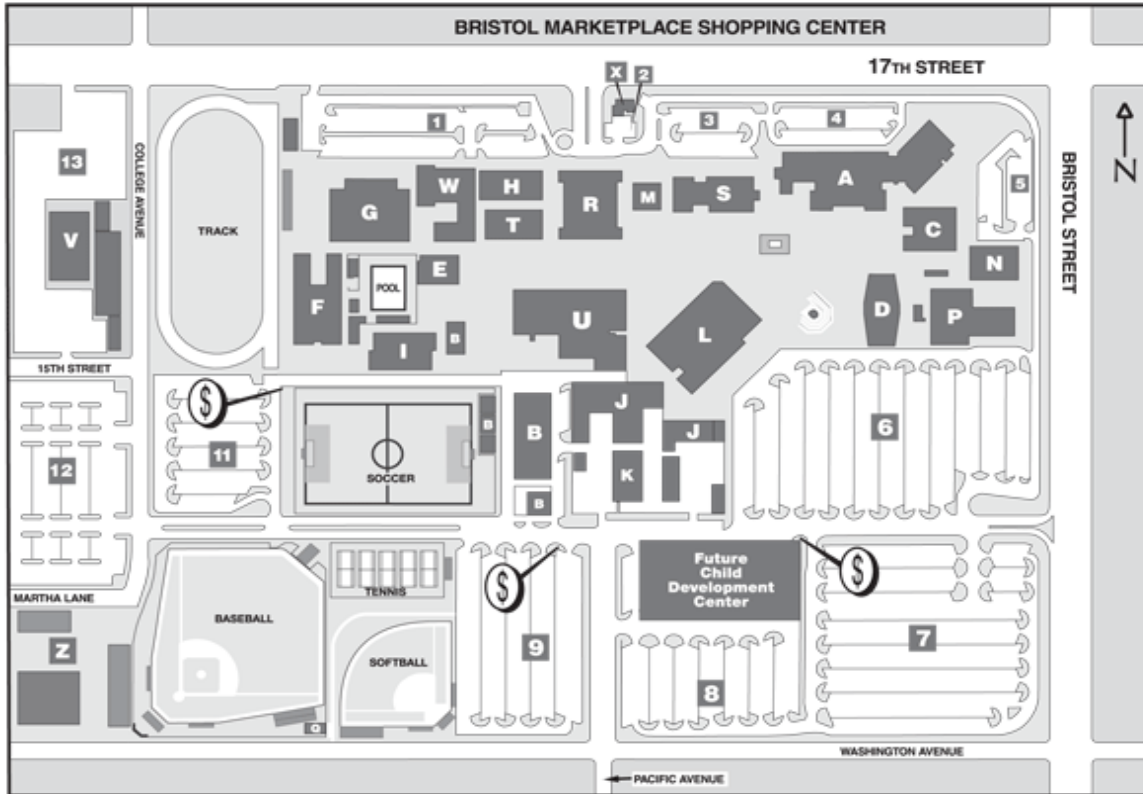 BRISTOL MARKETPLACE SHOPPING CENTER
17TH STREET
X
2
1
3
4
N
13
COLLEGE AVENUE
BRISTOL STREET
5
W
H
A
G
R
M
S
V
T
C
TRACK
E
N
POOL
F
U
D
P
B
L
I
15TH STREET
$
J
B
B
J
6
11
12
SOCCER
K
B
Future
Child
Development
Center
$
$
TENNIS
MARTHA LANE
BASEBALL
Z
9
7
SOFTBALL
8
Q
WASHINGTON AVENUE
PACIFIC AVENUE